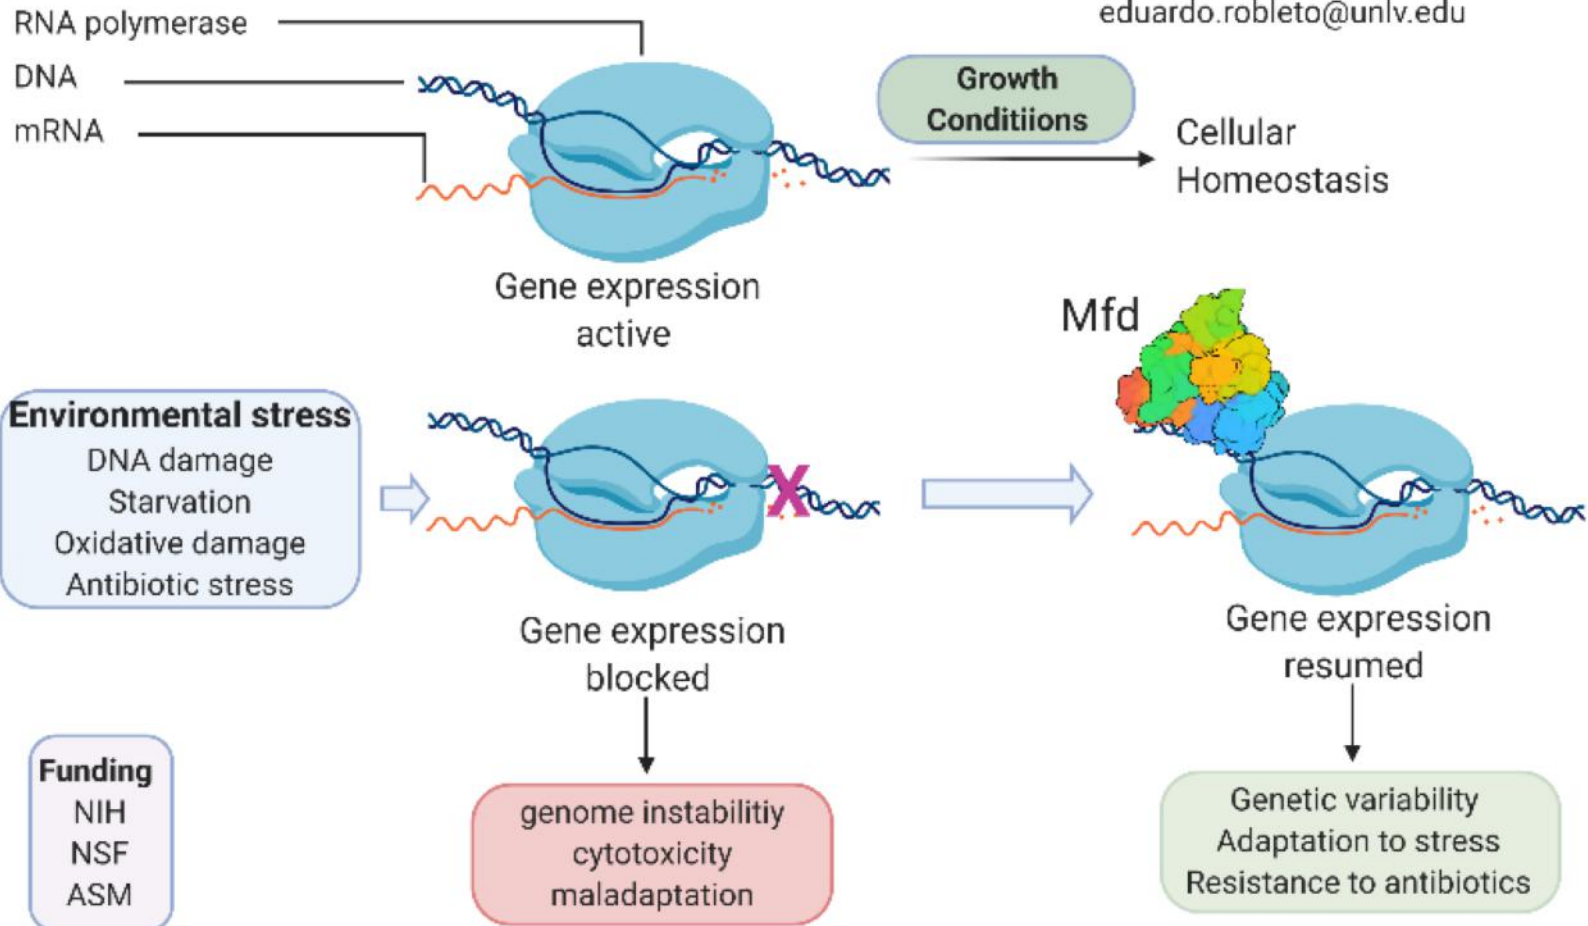 RNA polymerase
eduardo.robleto@unlv.edu
DNA
mRNA
Growth
Conditiions
Cellular
Homeostasis
Gene expression
active
Mfd
Environmental stress
DNA damage
Starvation
Oxidative damage
Antibiotic stress
X
Gene expression
blocked
Gene expression
resumed
Funding
NIH
NSF
ASM
genome instabilitiy
cytotoxicity
maladaptation
Genetic variability
Adaptation to stress
Resistance to antibiotics